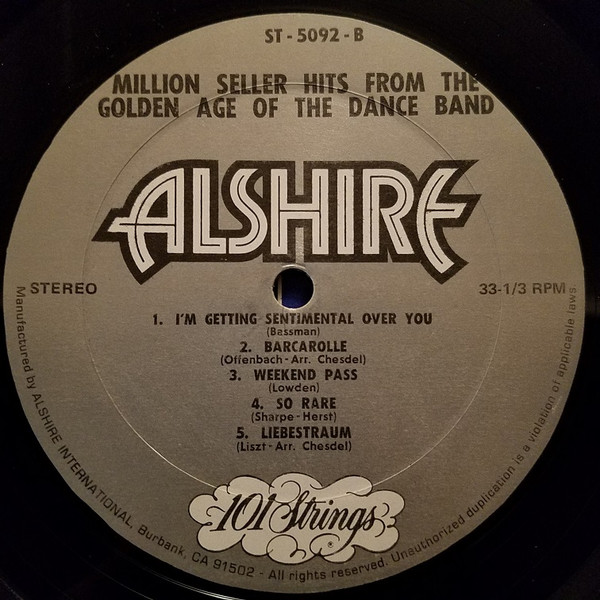 ST - 5092 - B
MILLION SELLER HITS FROM THE
GOLDEN AGE OF THE DANCE BAND
ALSHIRE
STEREO
33-1/3 RPM
1. I'M GETTING SENTIMENTAL OVER YOU
(Bassman)
2. BARCAROLLE
(Offenbach - Arr. Chesdel)
3. WEEKEND PASS
(Lowden)
4. SO RARE
(Sharpe - Herst)
5. LIEBESTRAUM
(Liszt - Arr. Chesdel)
101 Strings ®
Manufactured by ALSHIRE INTERNATIONAL, Burbank, CA 91502 - All rights reserved. Unauthorized duplication is a violation of applicable laws.